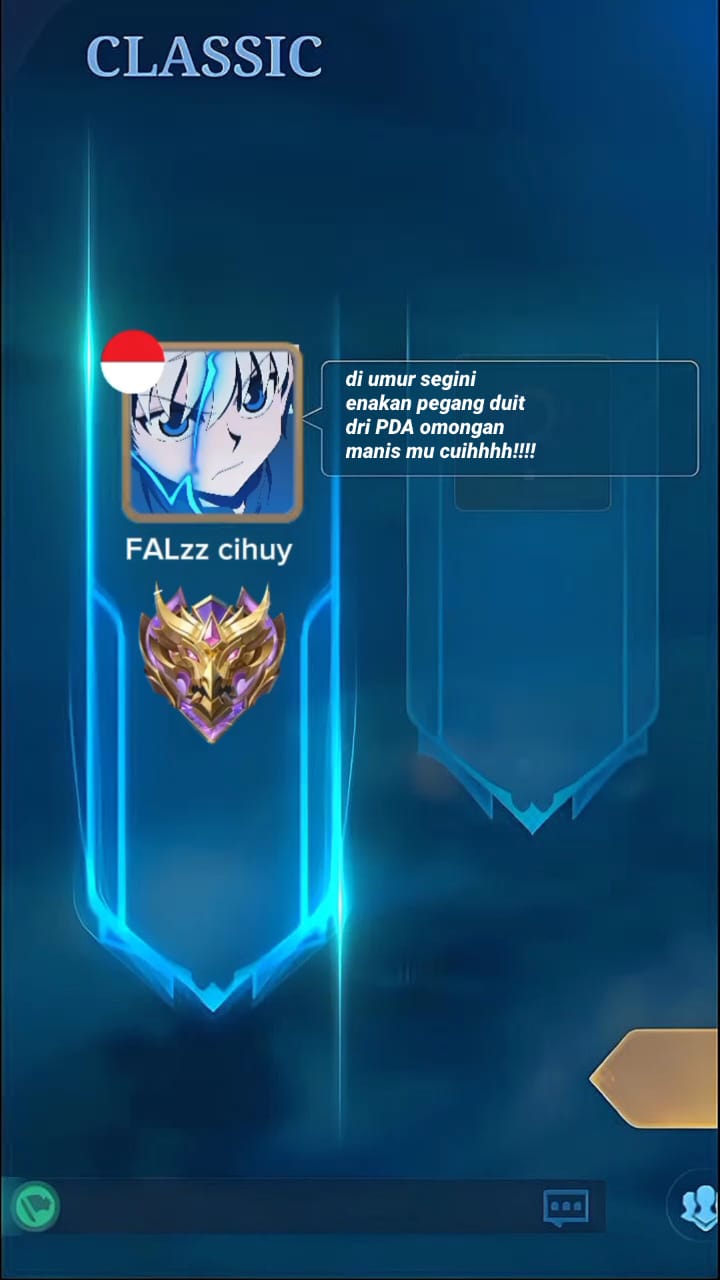 CLASSIC
di umur segini
enakan pegang duit
dri PDA omongan
manis mu cuihhhh!!!!
FALzz cihuy